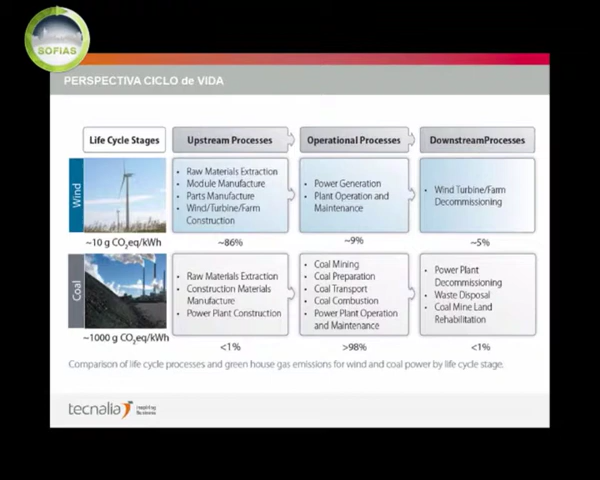 SOFIAS
PERSPECTIVA CICLO de VIDA
Life Cycle Stages
Upstream Processes
Operational Processes
DownstreamProcesses
Wind
• Raw Materials Extraction
• Module Manufacture
• Parts Manufacture
• Wind/Turbine/Farm
Construction
• Power Generation
• Plant Operation and
Maintenance
• Wind Turbine/Farm
Decommissioning
~10 g CO₂eq/kWh
~86%
~9%
~5%
Coal
• Raw Materials Extraction
• Construction Materials
Manufacture
• Power Plant Construction
• Coal Mining
• Coal Preparation
• Coal Transport
• Coal Combustion
• Power Plant Operation
and Maintenance
• Power Plant
Decommissioning
• Waste Disposal
• Coal Mine Land
Rehabilitation
~1000 g CO₂eq/kWh
<1%
>98%
<1%
Comparison of life cycle processes and green house gas emissions for wind and coal power by life cycle stage.
tecnalia
Inspiring
Business